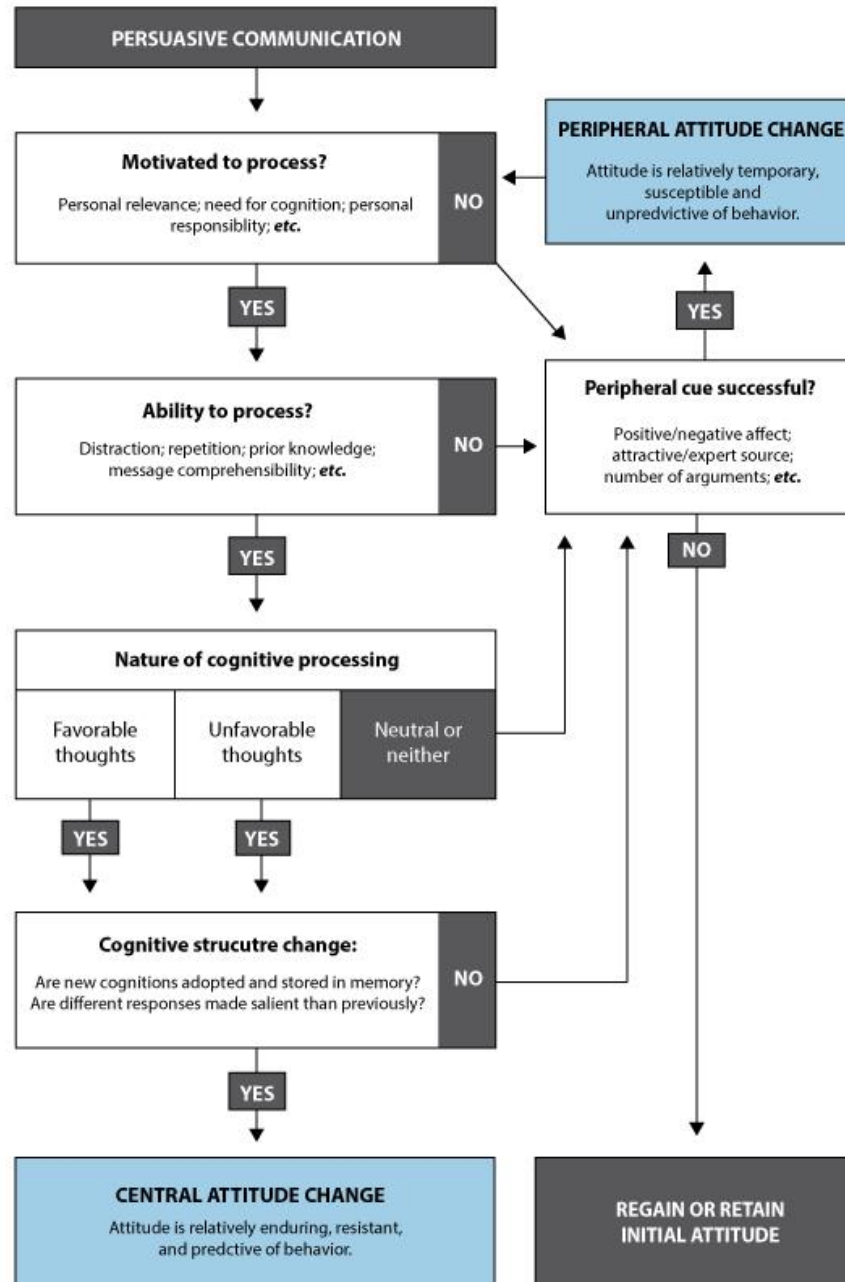 PERSUASIVE COMMUNICATION
PERIPHERAL ATTITUDE CHANGE
Attitude is relatively temporary,
susceptible and
unpredvictive of behavior.
Motivated to process?
Personal relevance; need for cognition; personal
responsiblity; etc.
NO
YES
YES
Ability to process?
Distraction; repetition; prior knowledge;
message comprehensibility; etc.
NO
Peripheral cue successful?
Positive/negative affect;
attractive/expert source;
number of arguments; etc.
YES
NO
Nature of cognitive processing
Favorable
thoughts
Unfavorable
thoughts
Neutral or
neither
YES
YES
Cognitive strucutre change:
Are new cognitions adopted and stored in memory?
Are different responses made salient than previously?
NO
YES
CENTRAL ATTITUDE CHANGE
Attitude is relatively enduring, resistant,
and predctive of behavior.
REGAIN OR RETAIN
INITIAL ATTITUDE